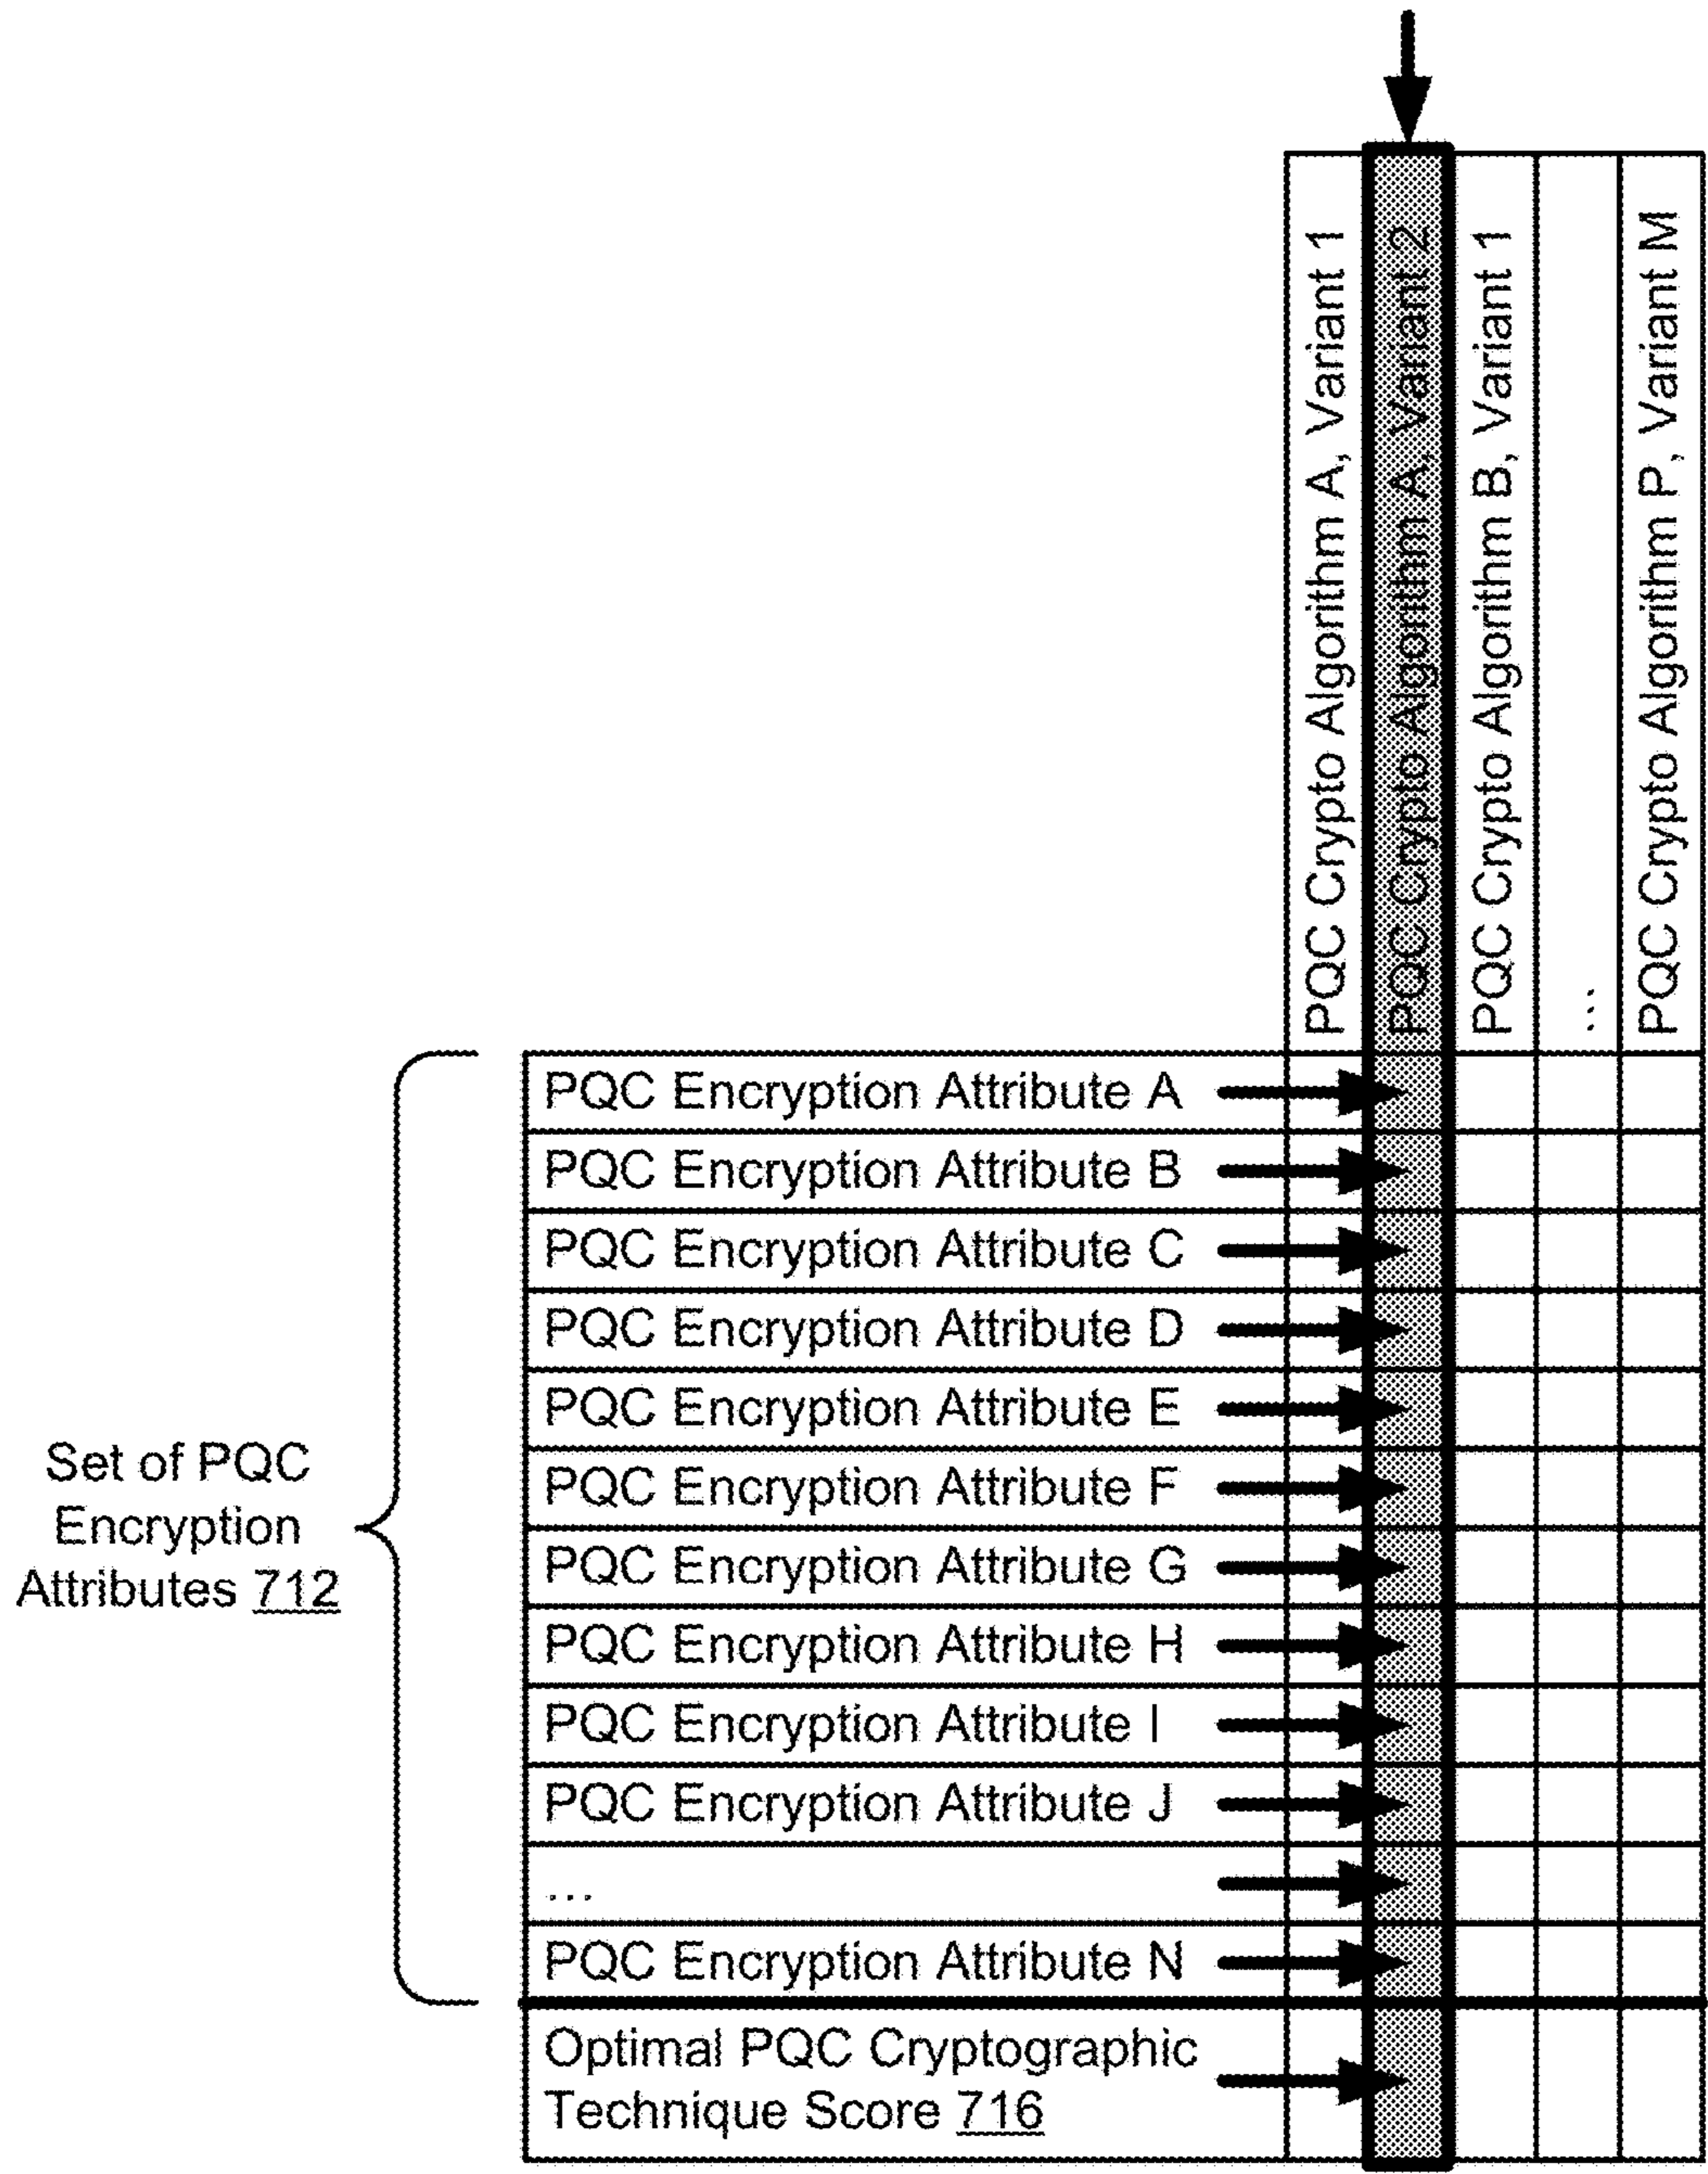 PQC Crypto Algorithm A, Variant 1
PQC Crypto Algorithm A, Variant 2
PQC Crypto Algorithm B, Variant 1
...
PQC Crypto Algorithm P, Variant M
Set of PQC
Encryption
Attributes 712
PQC Encryption Attribute A
PQC Encryption Attribute B
PQC Encryption Attribute C
PQC Encryption Attribute D
PQC Encryption Attribute E
PQC Encryption Attribute F
PQC Encryption Attribute G
PQC Encryption Attribute H
PQC Encryption Attribute I
PQC Encryption Attribute J
...
PQC Encryption Attribute N
Optimal PQC Cryptographic
Technique Score 716